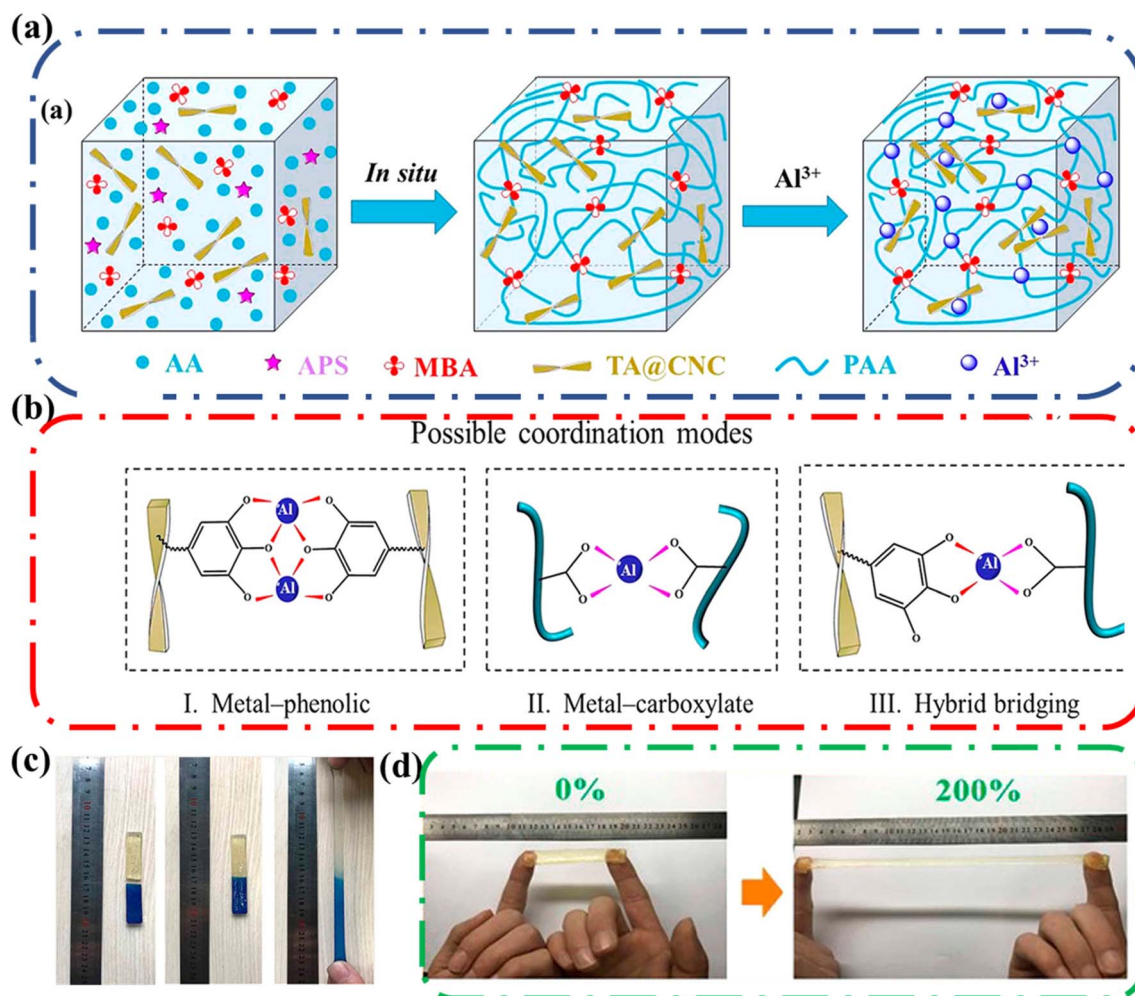 (a)
(a)
In situ
Al³⁺
AA
APS
MBA
TA@CNC
PAA
Al³⁺
(b)
Possible coordination modes
O
Al
O
O
O
O
Al
O
I. Metal–phenolic
O
O
Al
O
O
II. Metal–carboxylate
O
O
O
Al
O
O
III. Hybrid bridging
(c)
(d)
0%
200%